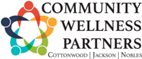 COMMUNITY
WELLNESS
PARTNERS
COTTONWOOD | JACKSON | NOBLES